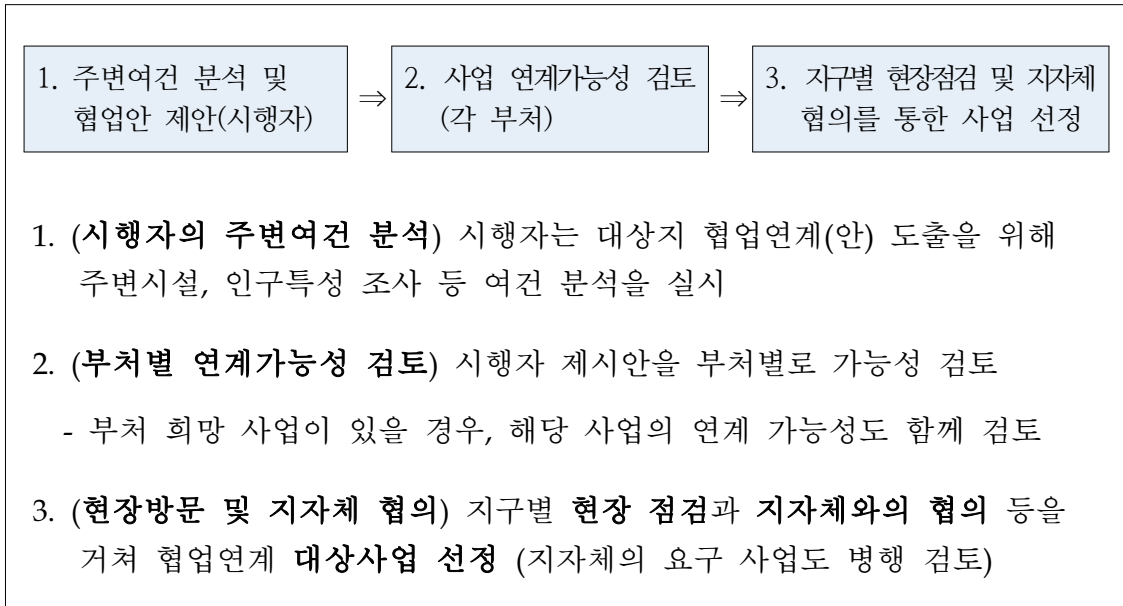 1. 주변여건 분석 및
협업안 제안(시행자)
⇒
2. 사업 연계가능성 검토
(각 부처)
⇒
3. 지구별 현장점검 및 지자체
협의를 통한 사업 선정
1. (시행자의 주변여건 분석) 시행자는 대상지 협업연계(안) 도출을 위해
주변시설, 인구특성 조사 등 여건 분석을 실시
2. (부처별 연계가능성 검토) 시행자 제시안을 부처별로 가능성 검토
- 부처 희망 사업이 있을 경우, 해당 사업의 연계 가능성도 함께 검토
3. (현장방문 및 지자체 협의) 지구별 현장 점검과 지자체와의 협의 등을
거쳐 협업연계 대상사업 선정 (지자체의 요구 사업도 병행 검토)